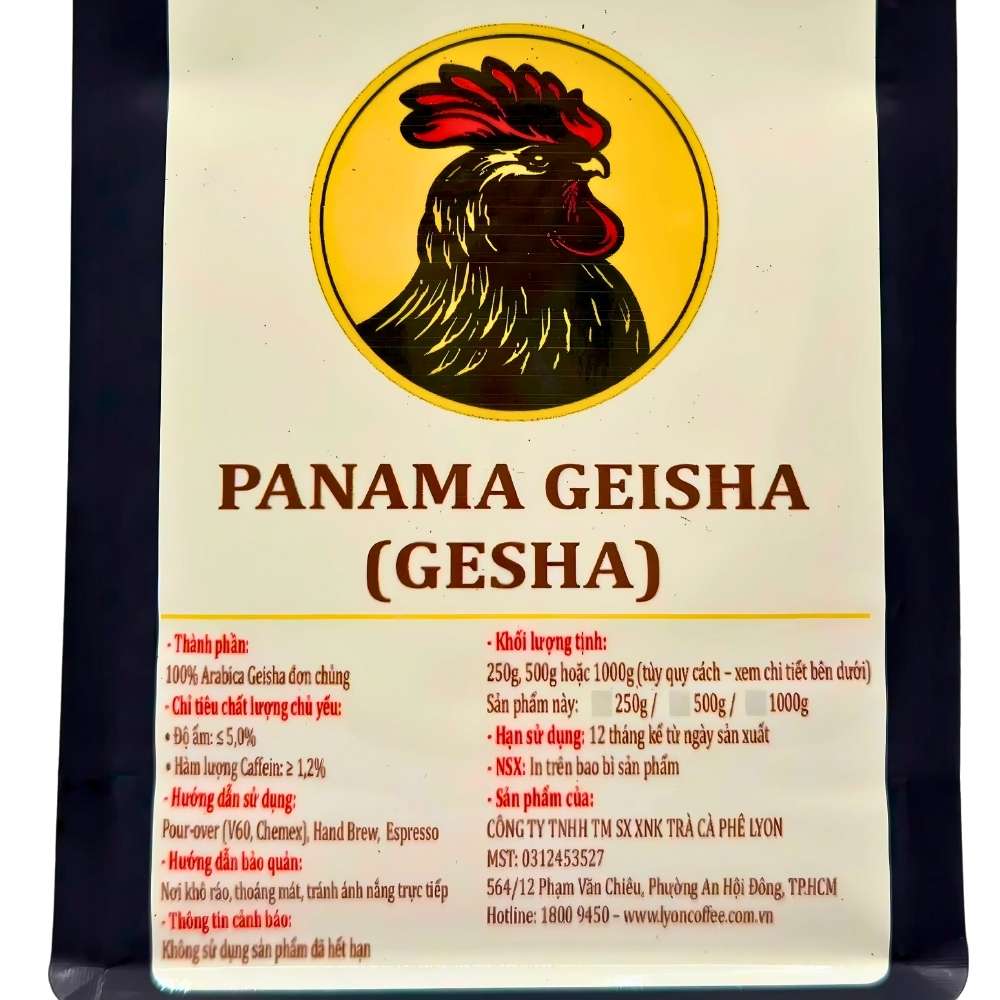 PANAMA GEISHA
(GESHA)
- Thành phần:
100% Arabica Geisha đơn chủng
- Chỉ tiêu chất lượng chủ yếu:
• Độ ẩm: ≤ 5,0%
• Hàm lượng Caffein: ≥ 1,2%
- Hướng dẫn sử dụng:
Pour-over (V60, Chemex), Hand Brew, Espresso
- Hướng dẫn bảo quản:
Nơi khô ráo, thoáng mát, tránh ánh nắng trực tiếp
- Thông tin cảnh báo:
Không sử dụng sản phẩm đã hết hạn
- Khối lượng tịnh:
250g, 500g hoặc 1000g (tùy quy cách – xem chi tiết bên dưới)
Sản phẩm này: 250g / 500g / 1000g
- Hạn sử dụng: 12 tháng kể từ ngày sản xuất
- NSX: In trên bao bì sản phẩm
- Sản phẩm của:
CÔNG TY TNHH TM SX XNK TRÀ CÀ PHÊ LYON
MST: 0312453527
564/12 Phạm Văn Chiêu, Phường An Hội Đông, TP.HCM
Hotline: 1800 9450 – www.lyoncoffee.com.vn